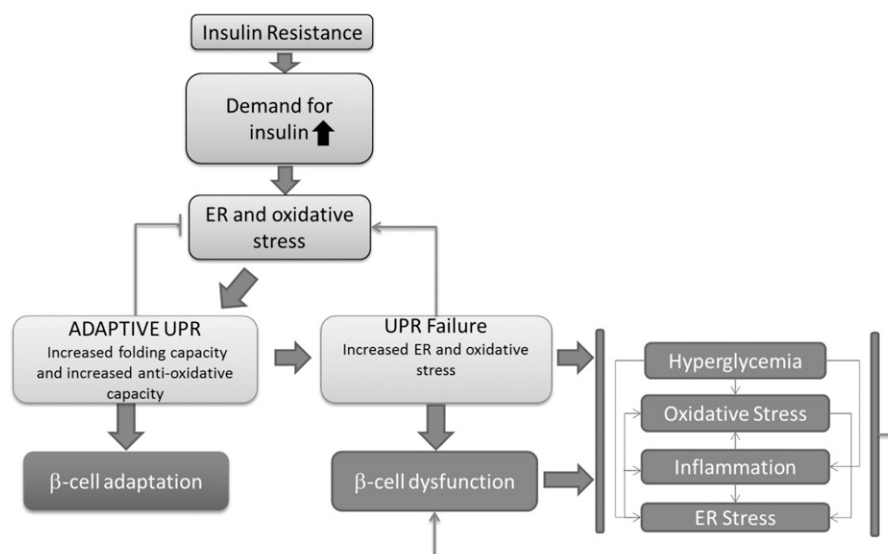 Insulin Resistance
Demand for
insulin
ER and oxidative
stress
ADAPTIVE UPR
Increased folding capacity
and increased anti-oxidative
capacity
UPR Failure
Increased ER and oxidative
stress
β-cell adaptation
β-cell dysfunction
Hyperglycemia
Oxidative Stress
Inflammation
ER Stress